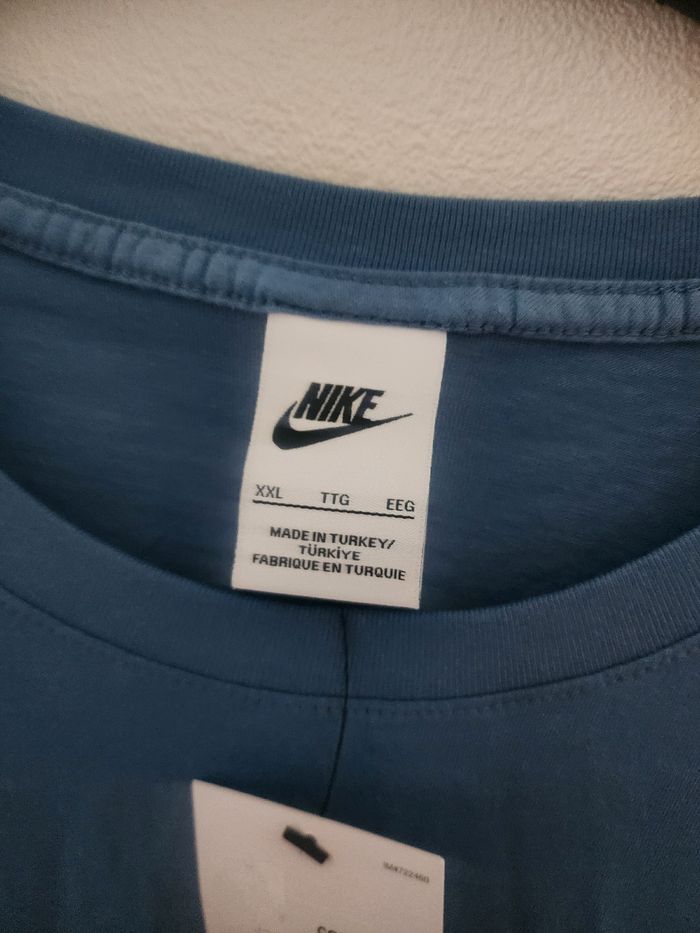 NIKE
XXL TTG EEG
MADE IN TURKEY/
TÜRKİYE
FABRIQUE EN TURQUIE